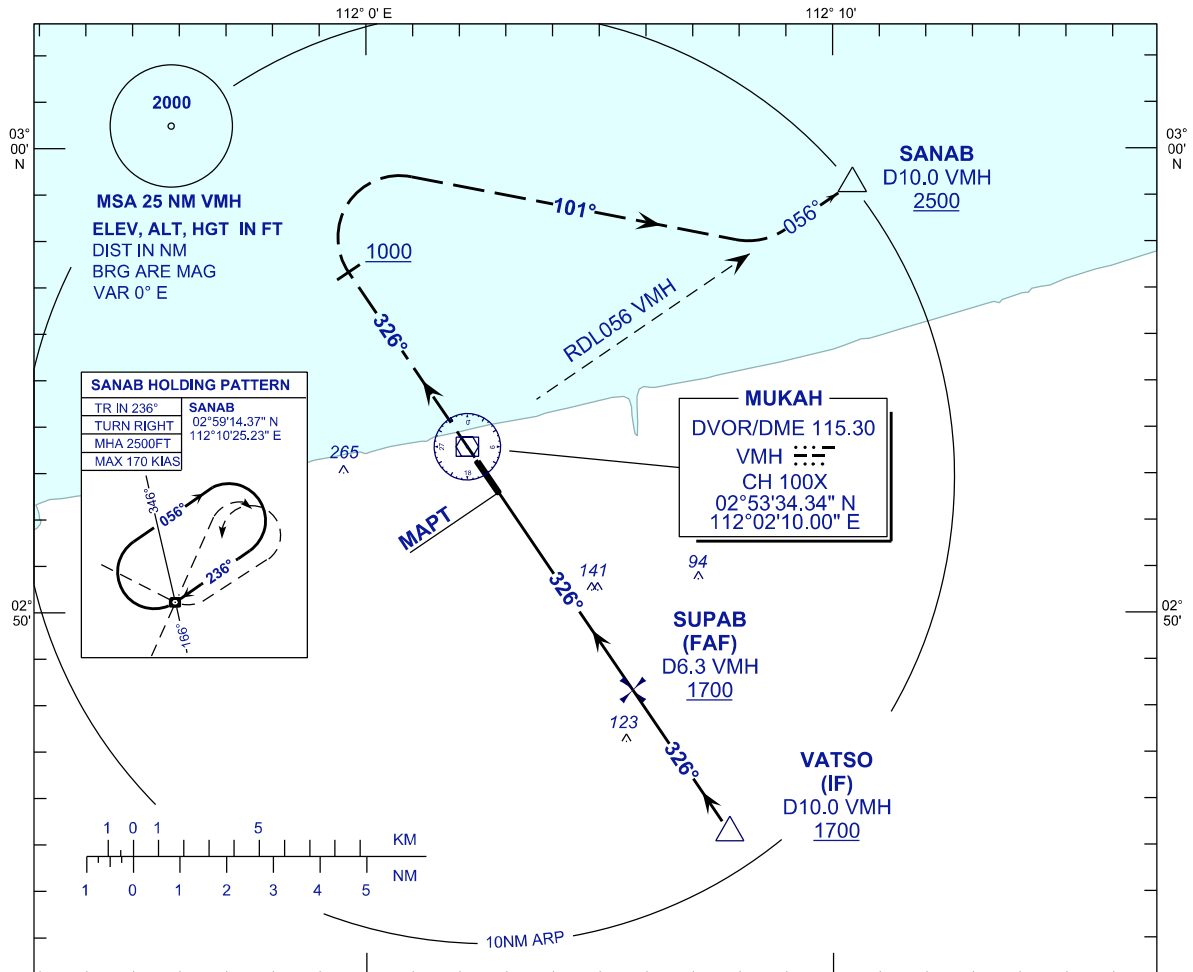 112° 0' E
112° 10'
03°
00'
N
03°
00'
N
2000
MSA 25 NM VMH
ELEV, ALT, HGT IN FT
DIST IN NM
BRG ARE MAG
VAR 0° E
SANAB
D10.0 VMH
2500
101°
056°
1000
326°
RDL056 VMH
SANAB HOLDING PATTERN
TR IN 236°
TURN RIGHT
MHA 2500FT
MAX 170 KIAS
SANAB
02°59'14.37" N
112°10'25.23" E
346°
056°
236°
166°
265
0
9
18
27
MAPT
MUKAH
DVOR/DME 115.30
VMH
CH 100X
02°53'34.34" N
112°02'10.00" E
141
94
326°
02°
50'
02°
50'
SUPAB
(FAF)
D6.3 VMH
1700
123
326°
VATSO
(IF)
D10.0 VMH
1700
1 0 1 5
KM
NM
1 0 1 2 3 4 5
10NM ARP